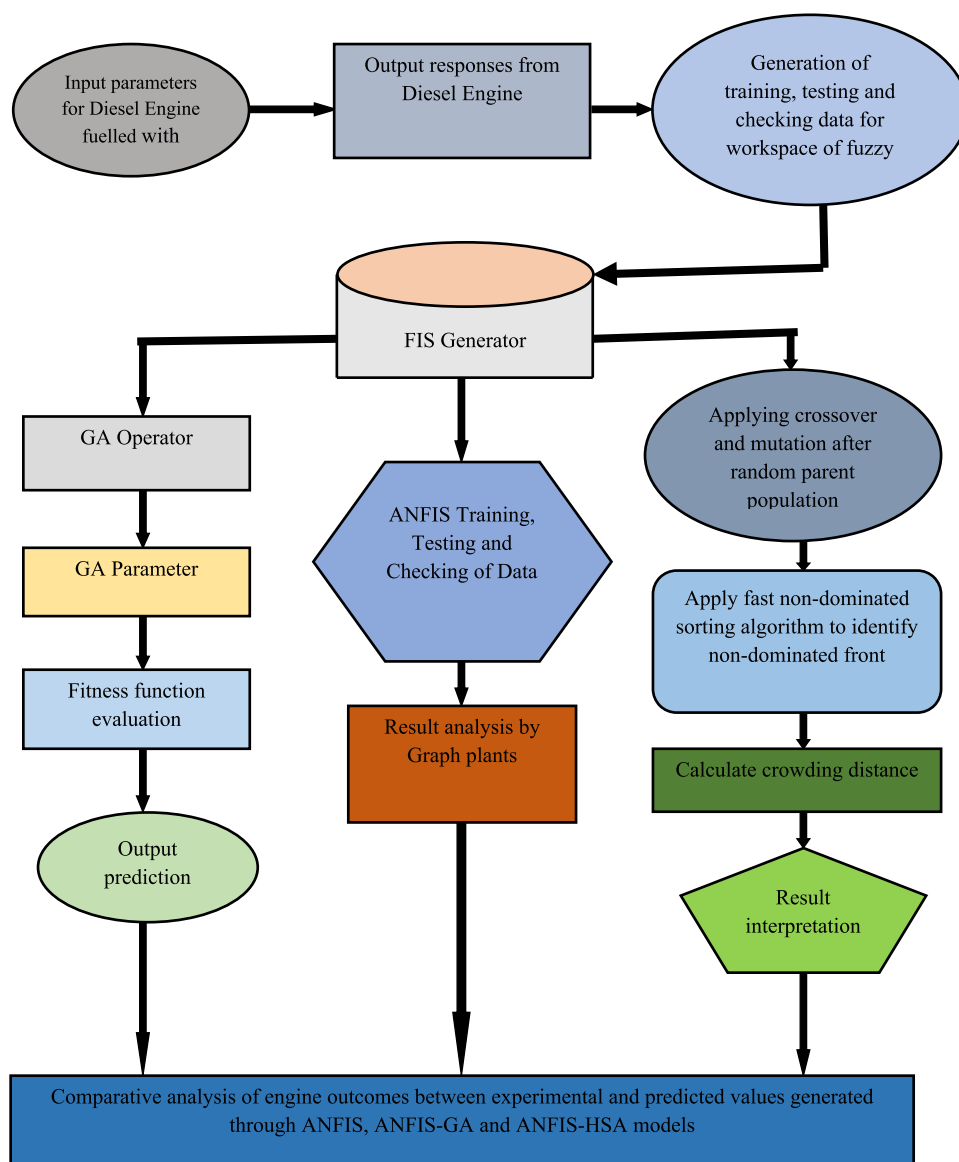 Input parameters
for Diesel Engine
fuelled with
Output responses from
Diesel Engine
Generation of
training, testing and
checking data for
workspace of fuzzy
FIS Generator
GA Operator
GA Parameter
Fitness function
evaluation
Output
prediction
ANFIS Training,
Testing and
Checking of Data
Result analysis by
Graph plants
Applying crossover
and mutation after
random parent
population
Apply fast non-dominated
sorting algorithm to identify
non-dominated front
Calculate crowding distance
Result
interpretation
Comparative analysis of engine outcomes between experimental and predicted values generated
through ANFIS, ANFIS-GA and ANFIS-HSA models